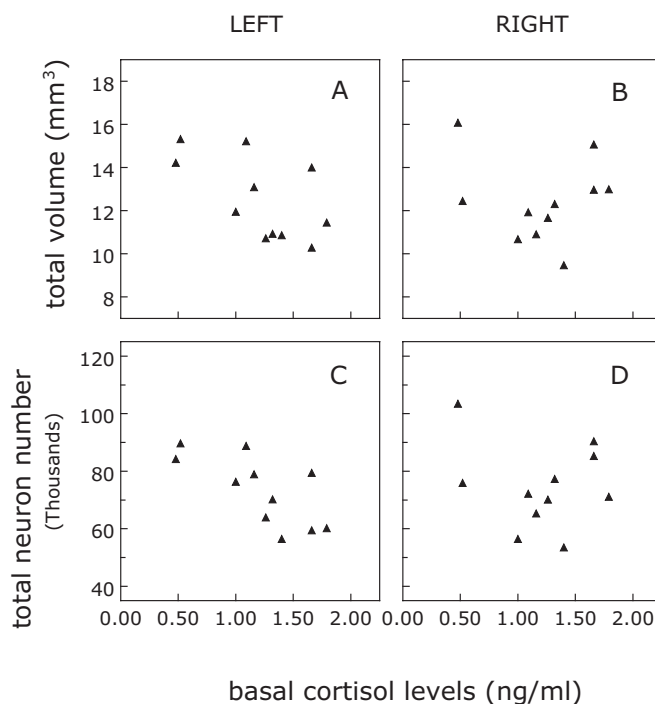 LEFT RIGHT
A B
total volume (mm³)
18
16
14
12
10
8
C D
total neuron number
(Thousands)
120
100
80
60
40
0.00 0.50 1.00 1.50 2.00 0.00 0.50 1.00 1.50 2.00
basal cortisol levels (ng/ml)